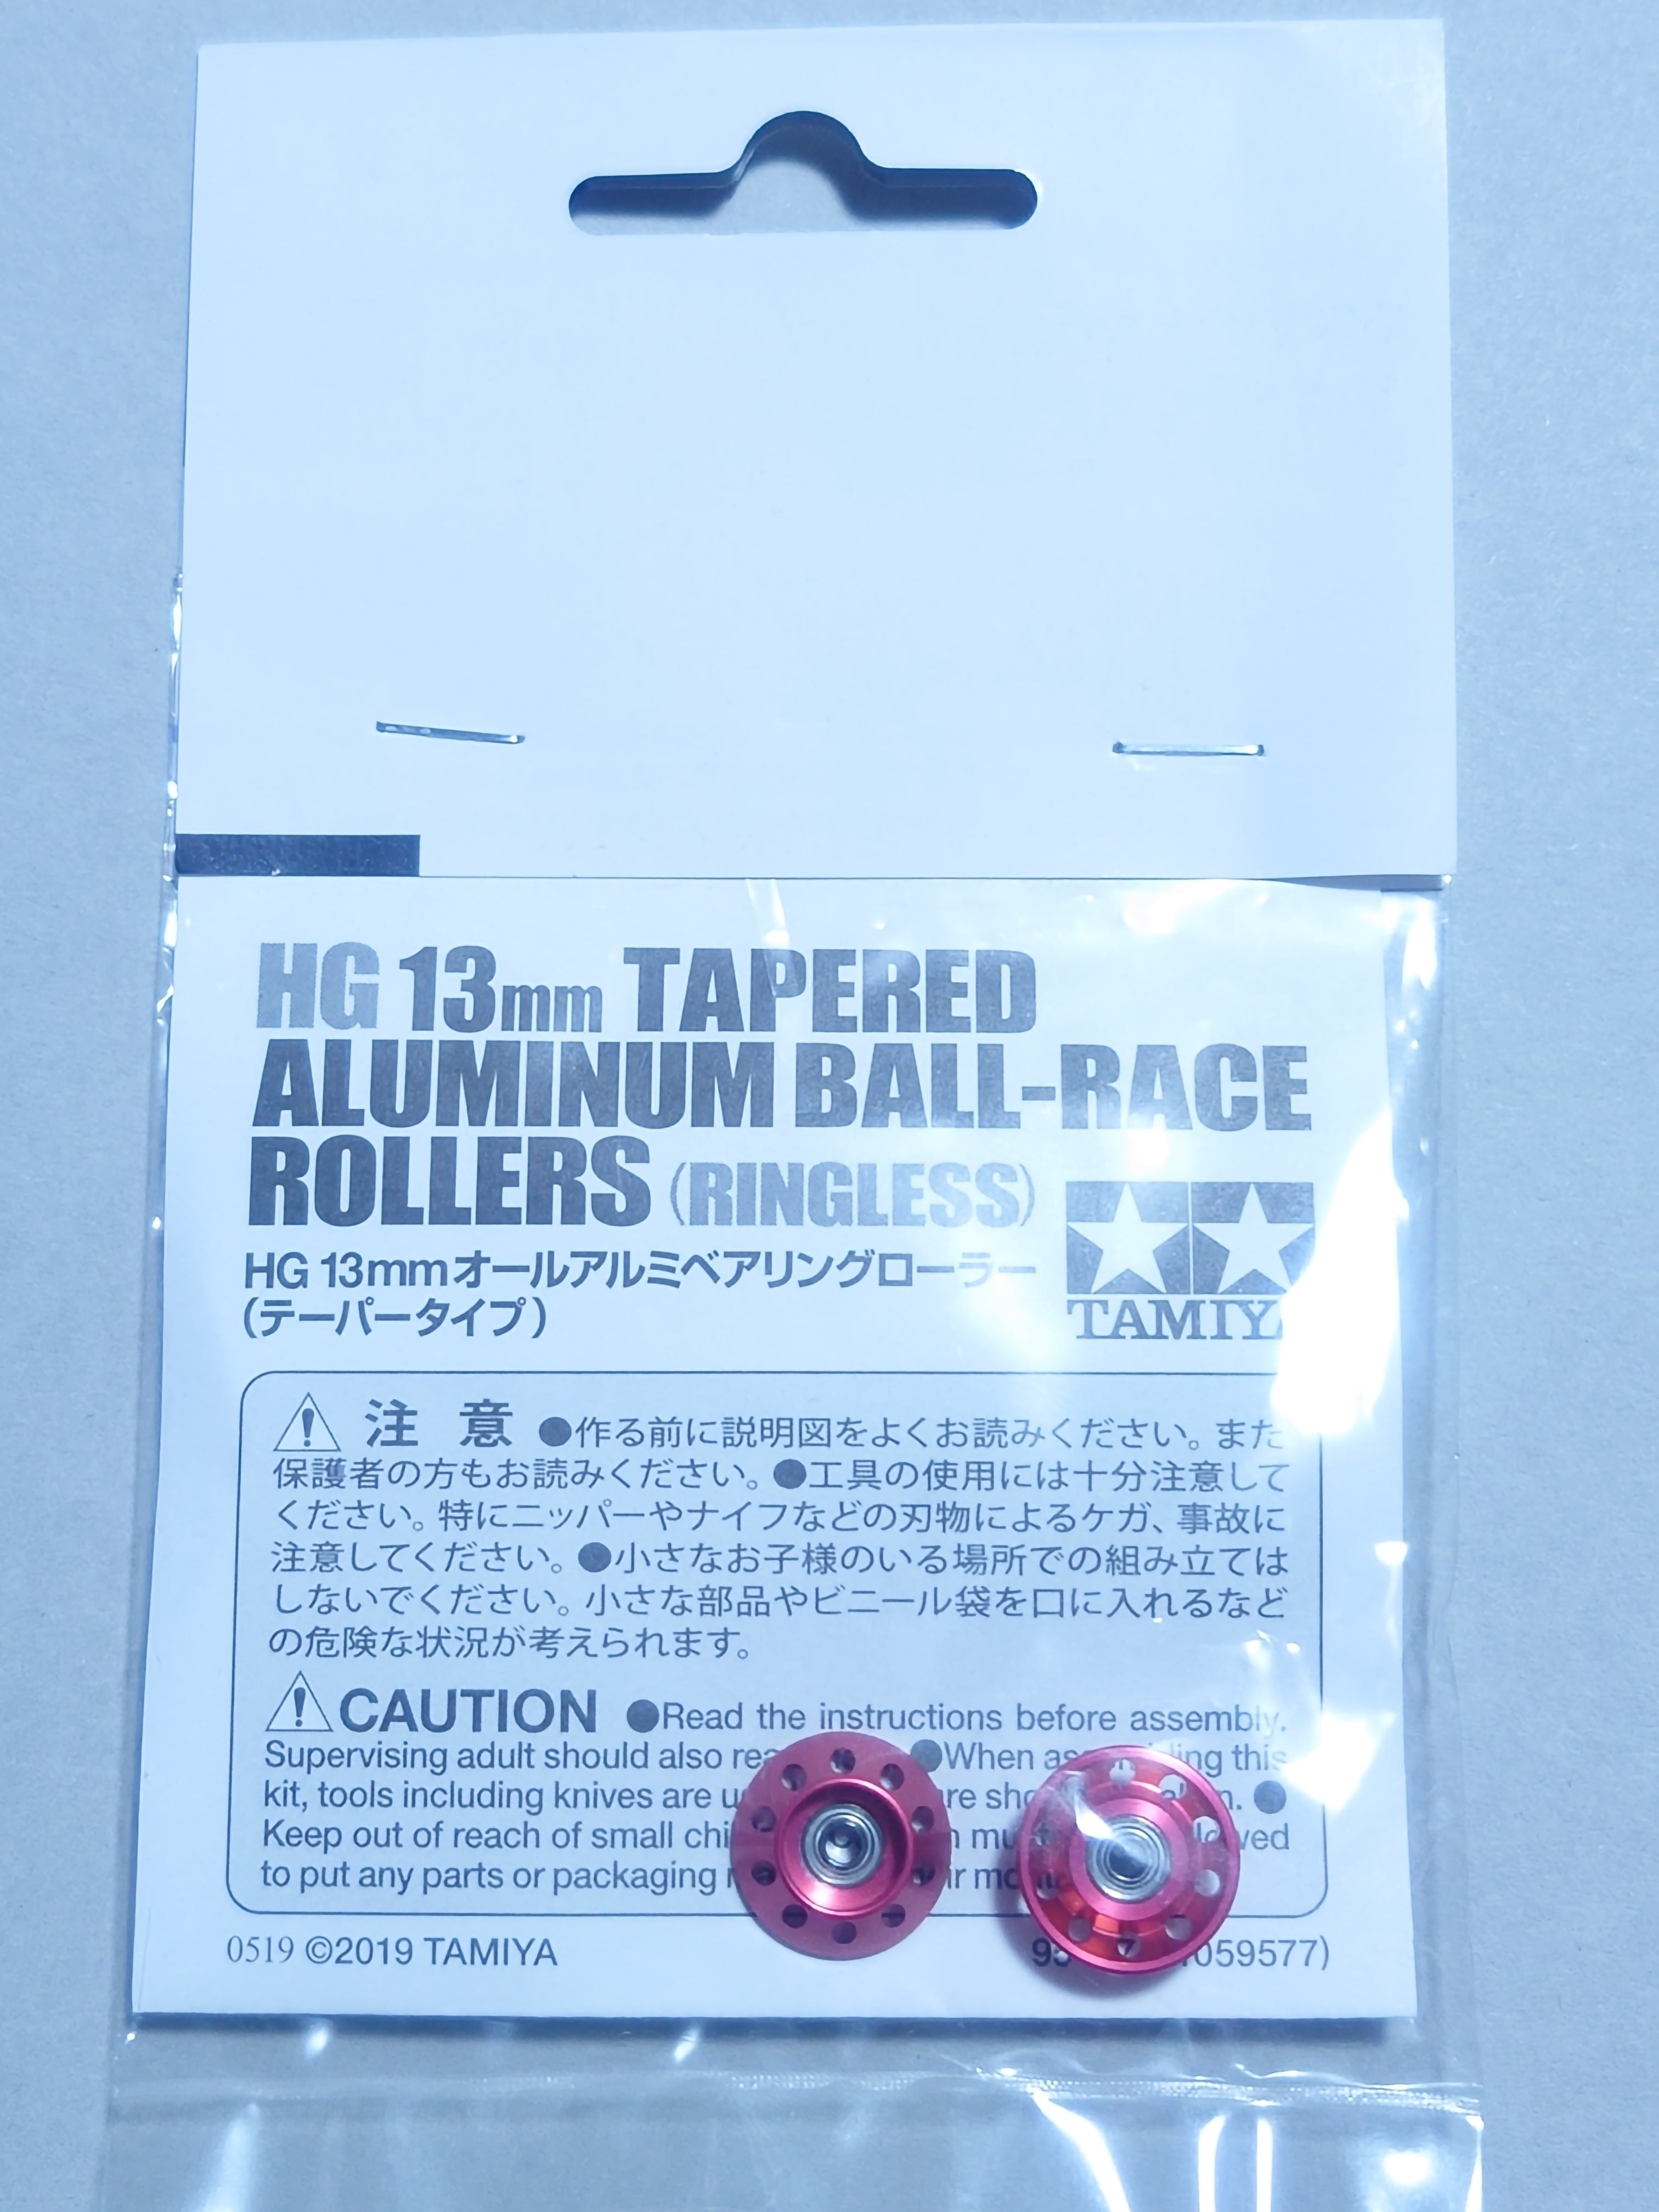 HG 13mm TAPERED
ALUMINUM BALL-RACE
ROLLERS (RINGLESS)
HG 13mmオールアルミベアリングローラー
(テーパータイプ)
TAMIYA
注 意 ●作る前に説明図をよくお読みください。また
保護者の方もお読みください。●工具の使用には十分注意して
ください。特にニッパーやナイフなどの刃物によるケガ、事故に
注意してください。●小さなお子様のいる場所での組み立ては
しないでください。小さな部品やビニール袋を口に入れるなど
の危険な状況が考えられます。
CAUTION ●Read the instructions before assembly.
Supervising adult should also ●When this
kit, tools including knives are ●
Keep out of reach of small
to put any parts or packaging
0519 ©2019 TAMIYA
059577)